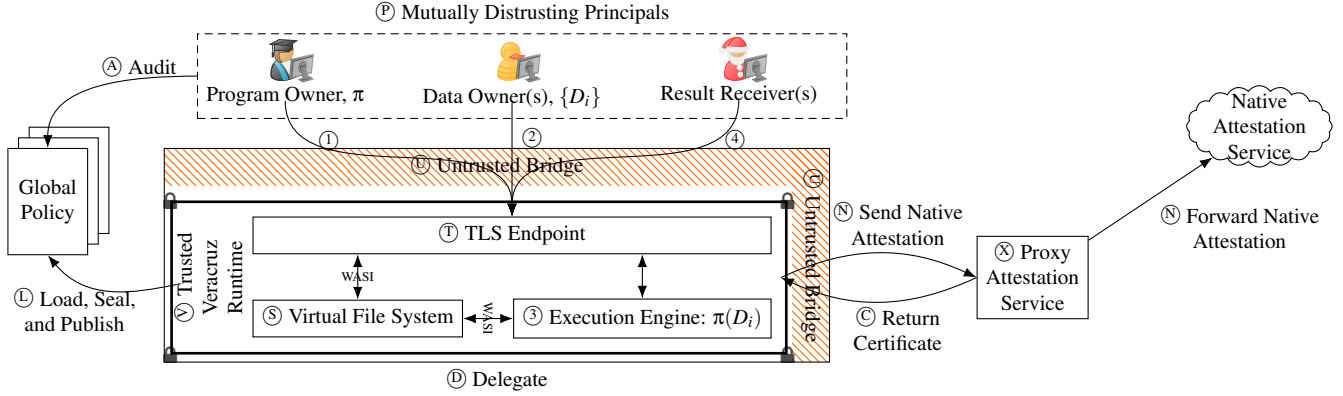 Ⓟ Mutually Distrusting Principals
Ⓐ Audit
Program Owner, π
Data Owner(s), {Dᵢ}
Result Receiver(s)
①
②
④
Global
Policy
Ⓤ Untrusted Bridge
Ⓤ Untrusted Bridge
Ⓣ TLS Endpoint
Ⓥ Trusted
Veracruz
Runtime
WASI
WASI
Ⓢ Virtual File System
③ Execution Engine: π(Dᵢ)
Ⓛ Load, Seal,
and Publish
Ⓓ Delegate
Ⓝ Send Native
Attestation
Ⓒ Return
Certificate
Ⓧ Proxy
Attestation
Service
Native
Attestation
Service
Ⓝ Forward Native
Attestation